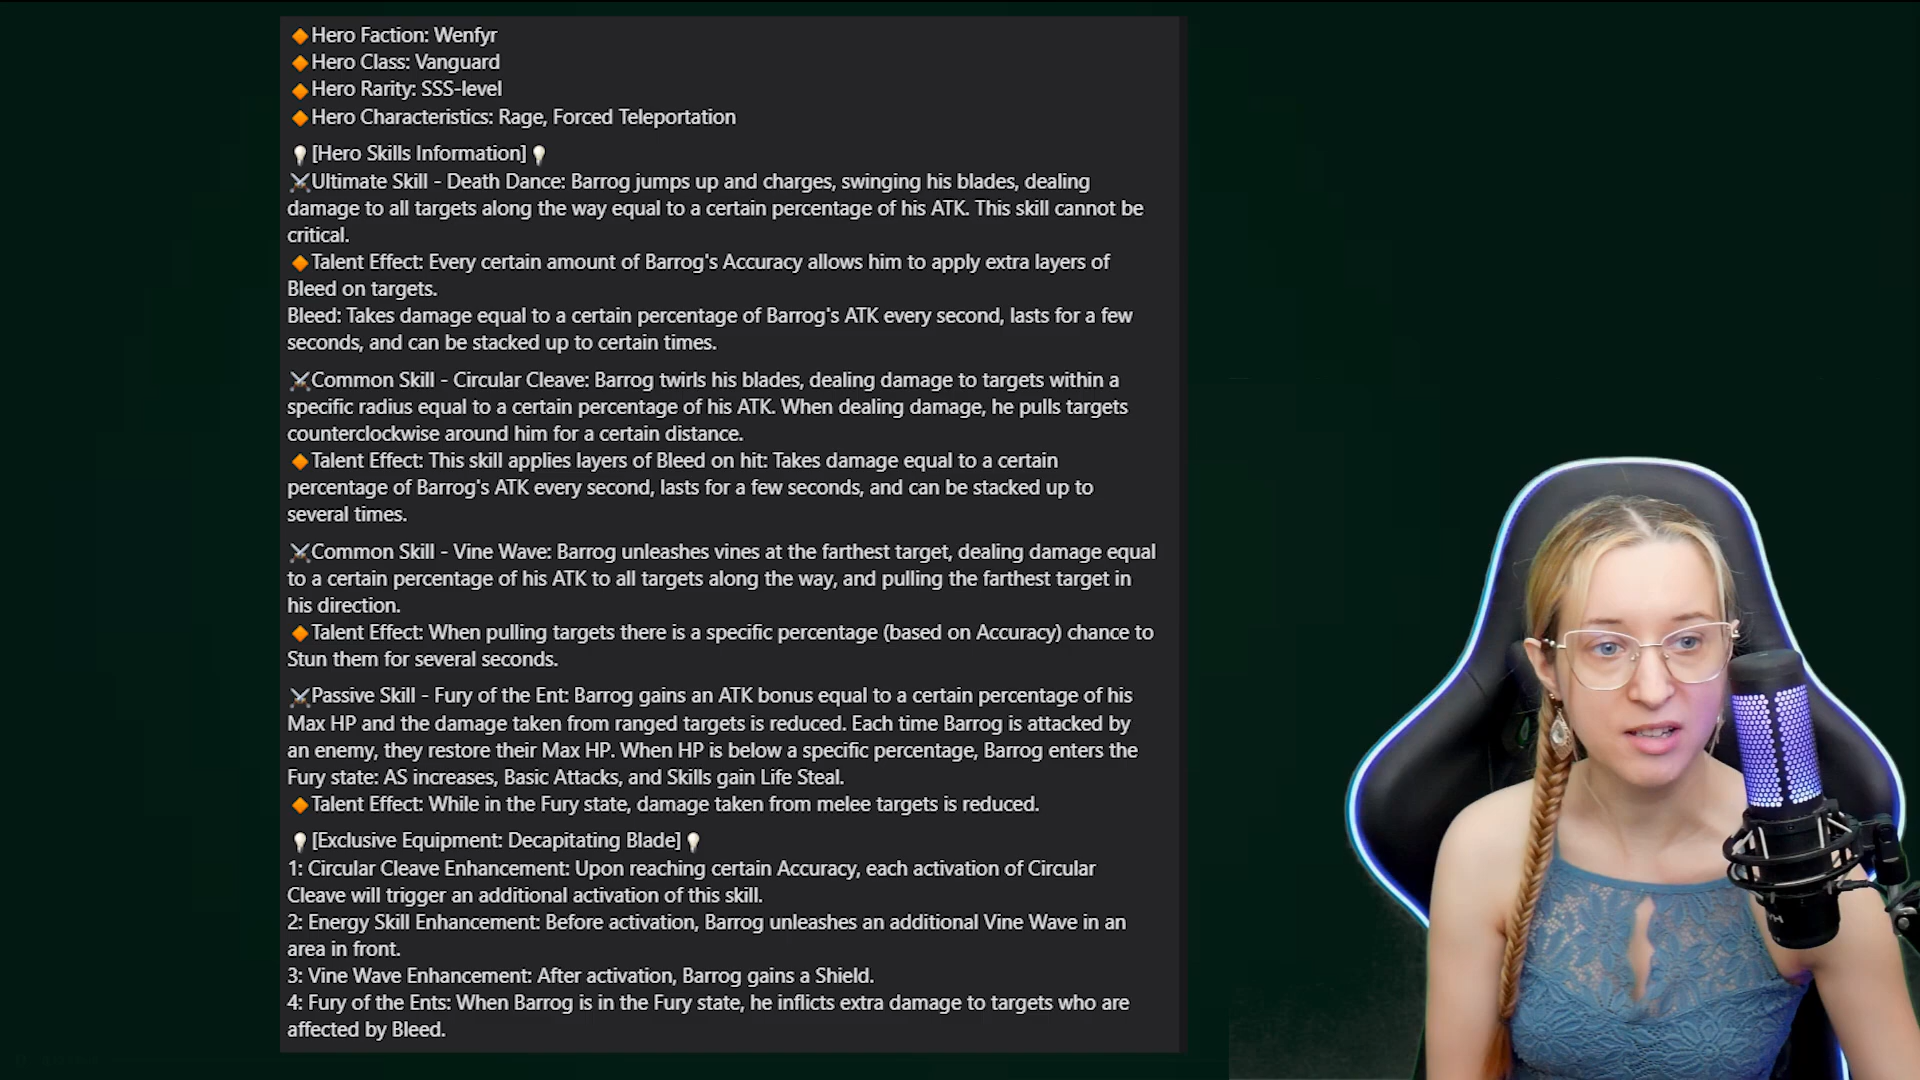 🔶Hero Faction: Wenfyr
🔶Hero Class: Vanguard
🔶Hero Rarity: SSS-level
🔶Hero Characteristics: Rage, Forced Teleportation
💡[Hero Skills Information]💡
⚔Ultimate Skill - Death Dance: Barrog jumps up and charges, swinging his blades, dealing
damage to all targets along the way equal to a certain percentage of his ATK. This skill cannot be
critical.
🔶Talent Effect: Every certain amount of Barrog's Accuracy allows him to apply extra layers of
Bleed on targets.
Bleed: Takes damage equal to a certain percentage of Barrog's ATK every second, lasts for a few
seconds, and can be stacked up to certain times.
⚔Common Skill - Circular Cleave: Barrog twirls his blades, dealing damage to targets within a
specific radius equal to a certain percentage of his ATK. When dealing damage, he pulls targets
counterclockwise around him for a certain distance.
🔶Talent Effect: This skill applies layers of Bleed on hit: Takes damage equal to a certain
percentage of Barrog's ATK every second, lasts for a few seconds, and can be stacked up to
several times.
⚔Common Skill - Vine Wave: Barrog unleashes vines at the farthest target, dealing damage equal
to a certain percentage of his ATK to all targets along the way, and pulling the farthest target in
his direction.
🔶Talent Effect: When pulling targets there is a specific percentage (based on Accuracy) chance to
Stun them for several seconds.
⚔Passive Skill - Fury of the Ent: Barrog gains an ATK bonus equal to a certain percentage of his
Max HP and the damage taken from ranged targets is reduced. Each time Barrog is attacked by
an enemy, they restore their Max HP. When HP is below a specific percentage, Barrog enters the
Fury state: AS increases, Basic Attacks, and Skills gain Life Steal.
🔶Talent Effect: While in the Fury state, damage taken from melee targets is reduced.
💡[Exclusive Equipment: Decapitating Blade]💡
1: Circular Cleave Enhancement: Upon reaching certain Accuracy, each activation of Circular
Cleave will trigger an additional activation of this skill.
2: Energy Skill Enhancement: Before activation, Barrog unleashes an additional Vine Wave in an
area in front.
3: Vine Wave Enhancement: After activation, Barrog gains a Shield.
4: Fury of the Ents: When Barrog is in the Fury state, he inflicts extra damage to targets who are
affected by Bleed.